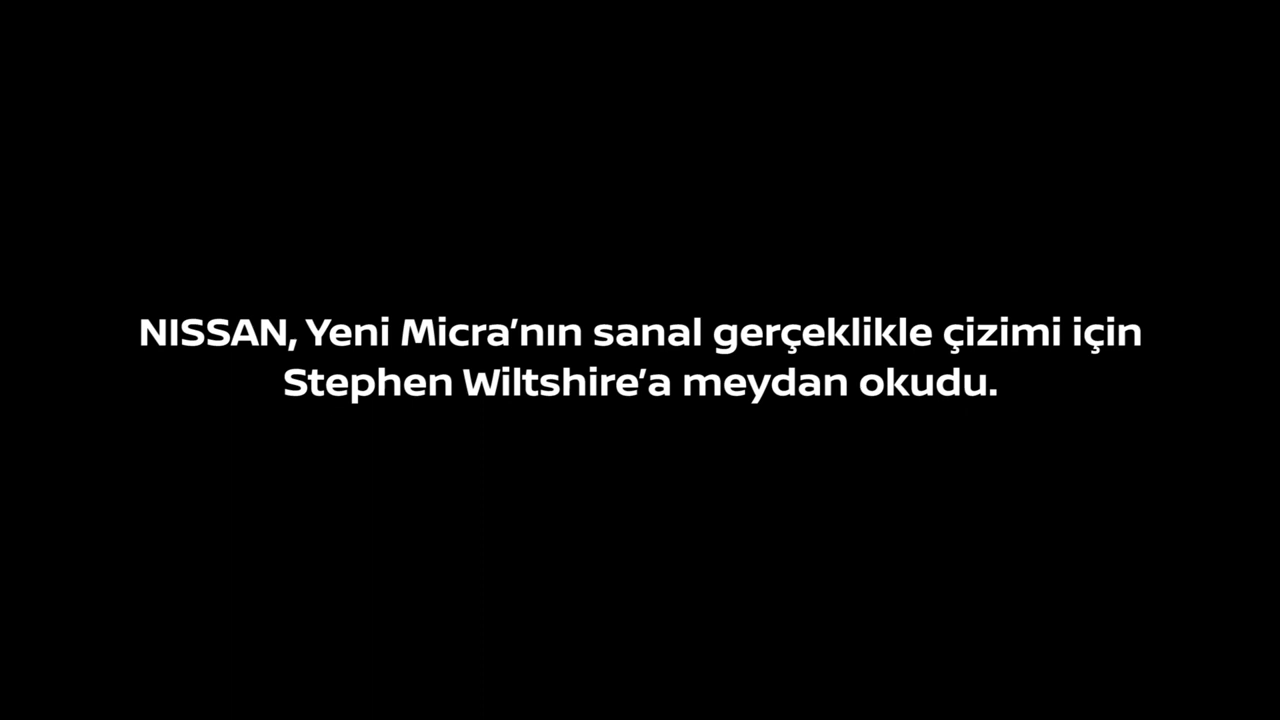 NISSAN, Yeni Micra’nın sanal gerçeklikle çizimi için
Stephen Wiltshire’a meydan okudu.